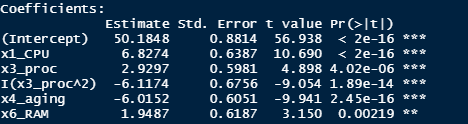 Coefficients:
Estimate Std. Error t value Pr(>|t|)
(Intercept) 50.1848 0.8814 56.938 < 2e-16 ***
x1_CPU 6.8274 0.6387 10.690 < 2e-16 ***
x3_proc 2.9297 0.5981 4.898 4.02e-06 ***
I(x3_proc^2) -6.1174 0.6756 -9.054 1.89e-14 ***
x4_aging -6.0152 0.6051 -9.941 2.45e-16 ***
x6_RAM 1.9487 0.6187 3.150 0.00219 **